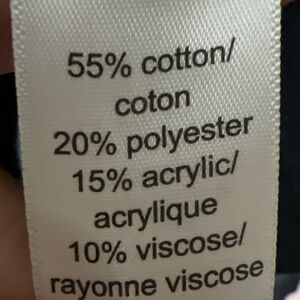 55% cotton/
coton
20% polyester
15% acrylic/
acrylique
10% viscose/
rayonne viscose